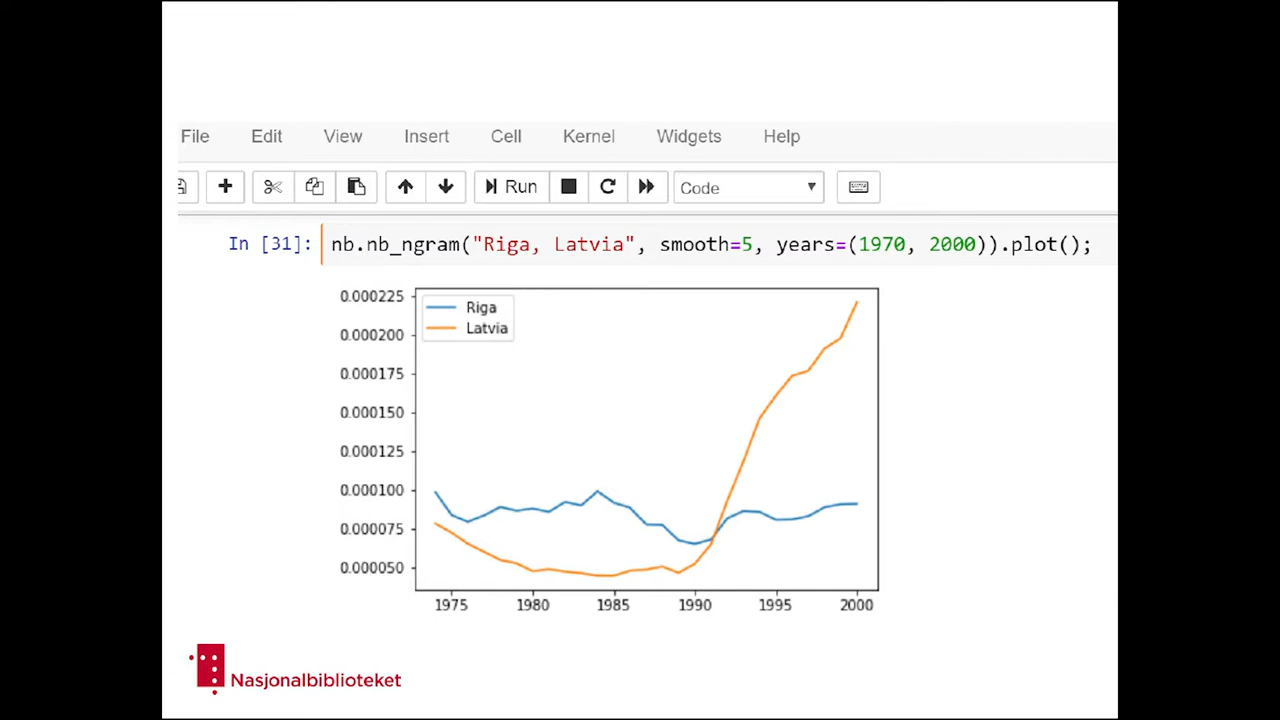 File Edit View Insert Cell Kernel Widgets Help
Run Code
In [31]: nb.nb_ngram("Riga, Latvia", smooth=5, years=(1970, 2000)).plot();
0.000225
Riga
Latvia
0.000200
0.000175
0.000150
0.000125
0.000100
0.000075
0.000050
1975 1980 1985 1990 1995 2000
Nasjonalbiblioteket